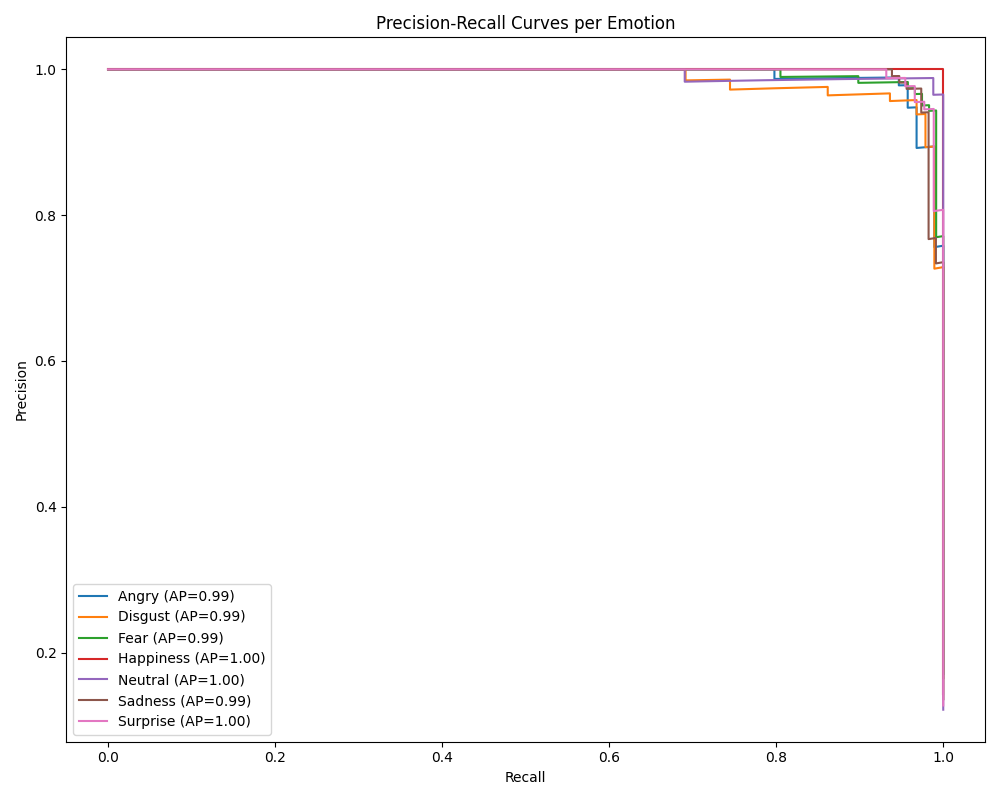 Precision-Recall Curves per Emotion
Precision
1.0
0.8
0.6
0.4
0.2
Angry (AP=0.99)
Disgust (AP=0.99)
Fear (AP=0.99)
Happiness (AP=1.00)
Neutral (AP=1.00)
Sadness (AP=0.99)
Surprise (AP=1.00)
0.0 0.2 0.4 0.6 0.8 1.0
Recall